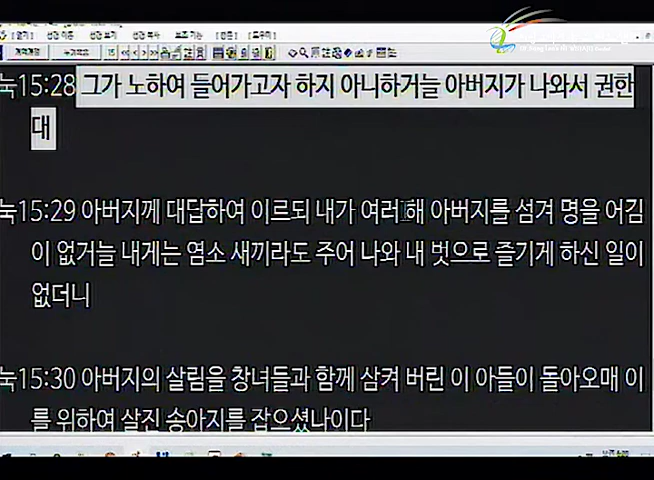 눅15:28 그가 노하여 들어가고자 하지 아니하거늘 아버지가 나와서 권한
대
눅15:29 아버지께 대답하여 이르되 내가 여러 해 아버지를 섬겨 명을 어김
이 없거늘 내게는 염소 새끼라도 주어 나와 내 벗으로 즐기게 하신 일이
없더니
눅15:30 아버지의 살림을 창녀들과 함께 삼켜 버린 이 아들이 돌아오매 이
를 위하여 살진 송아지를 잡으셨나이다